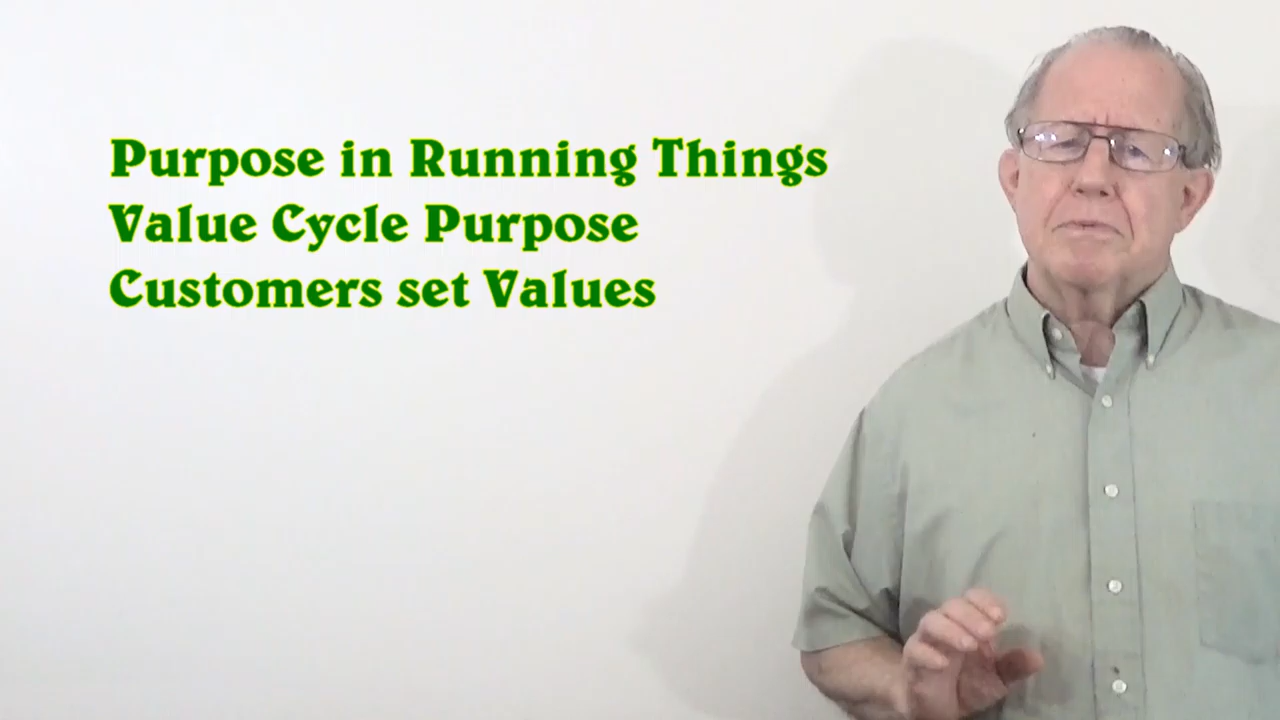 Purpose in Running Things
Value Cycle Purpose
Customers set Values